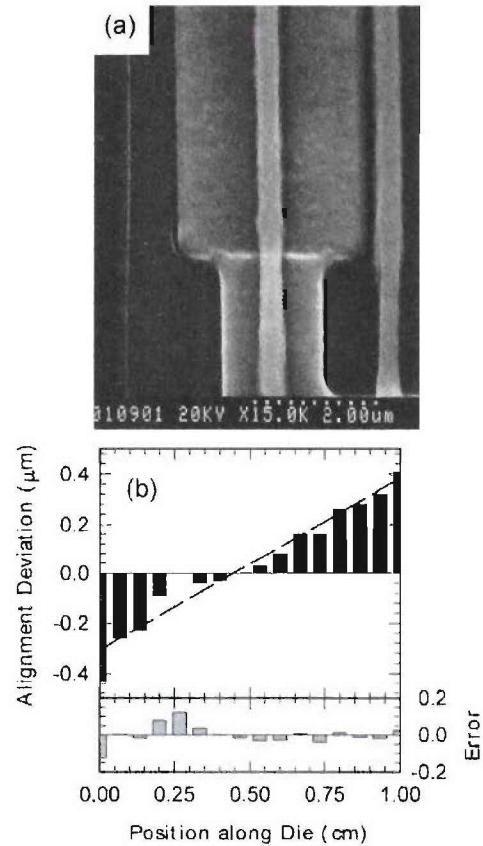 (a)
010901 20KV X15.0K 2.00um
(b)
Alignment Deviation (μm)
0.4
0.2
0.0
-0.2
-0.4
0.2
0.0
-0.2
Error
0.00 0.25 0.50 0.75 1.00
Position along Die (cm)